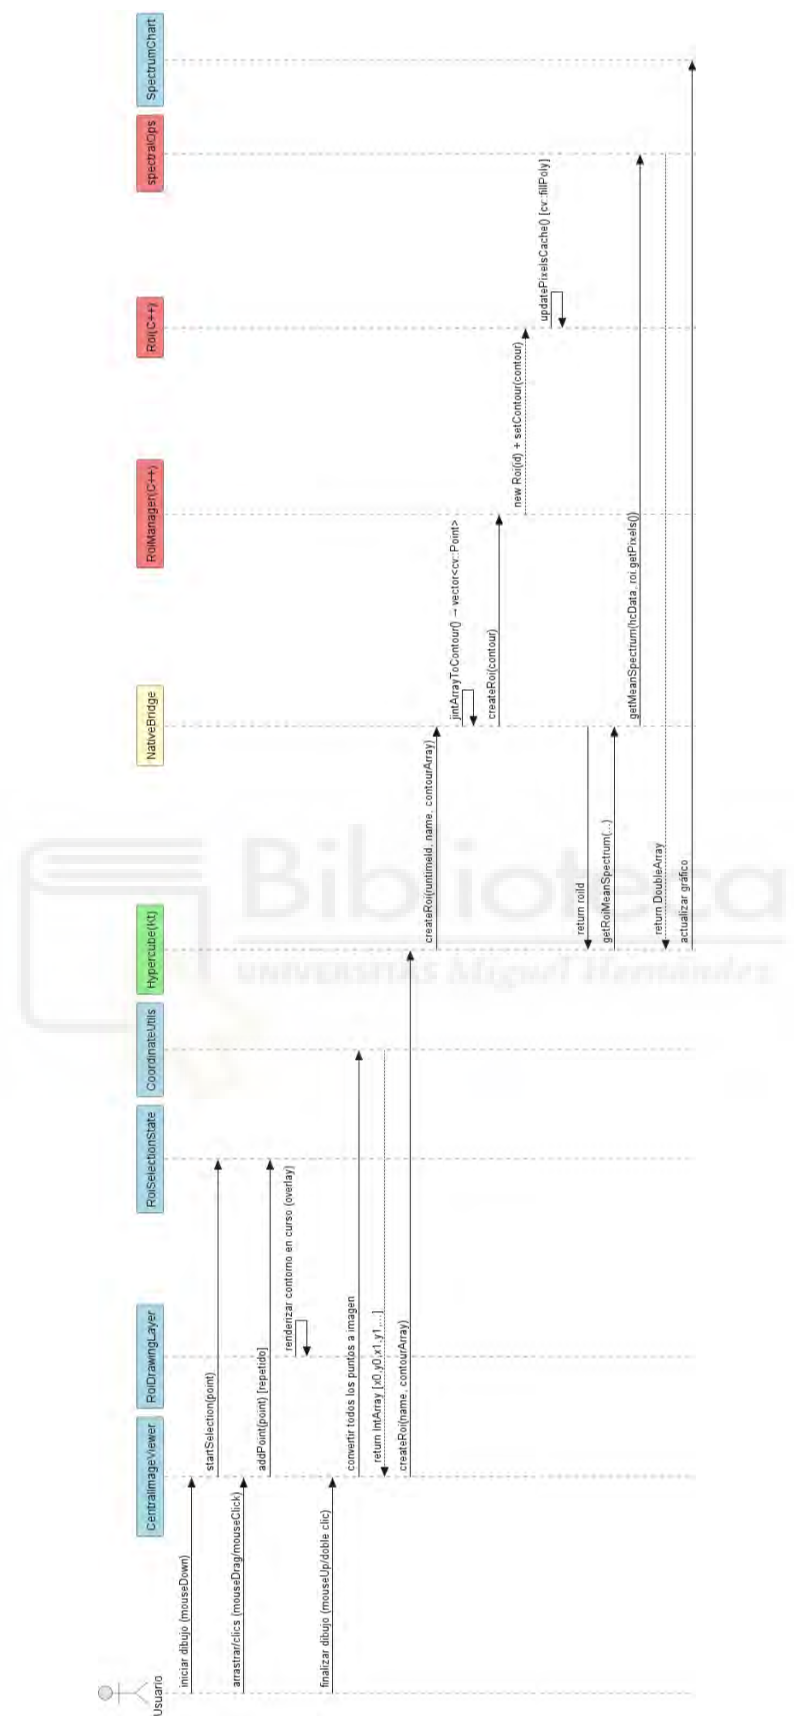 Usuario
CentralImageViewer
RoiDrawingLayer
RoiSelectionState
CoordinateUtils
Hypercube(Kt)
NativeBridge
RoiManager(C++)
Roi(C++)
spectralOps
SpectrumChart
iniciar dibujo (mouseDown)
startSelection(point)
arrastrar/clics (mouseDrag/mouseClick)
addPoint(point) [repetido]
renderizar contorno en curso (overlay)
finalizar dibujo (mouseUp/doble clic)
convertir todos los puntos a imagen
return IntArray [x0,y0,x1,y1,...]
createRoi(name, contourArray)
createRoi(runtimeId, name, contourArray)
jintArrayToContour() → vector<cv::Point>
createRoi(contour)
new Roi(id) + setContour(contour)
updatePixelsCache() [cv::fillPoly]
return roiId
getRoiMeanSpectrum(...)
getMeanSpectrum(hcData, roi.getPixels())
return DoubleArray
actualizar gráfico
Biblioteca
UNIVERSITAS Miguel Hernández